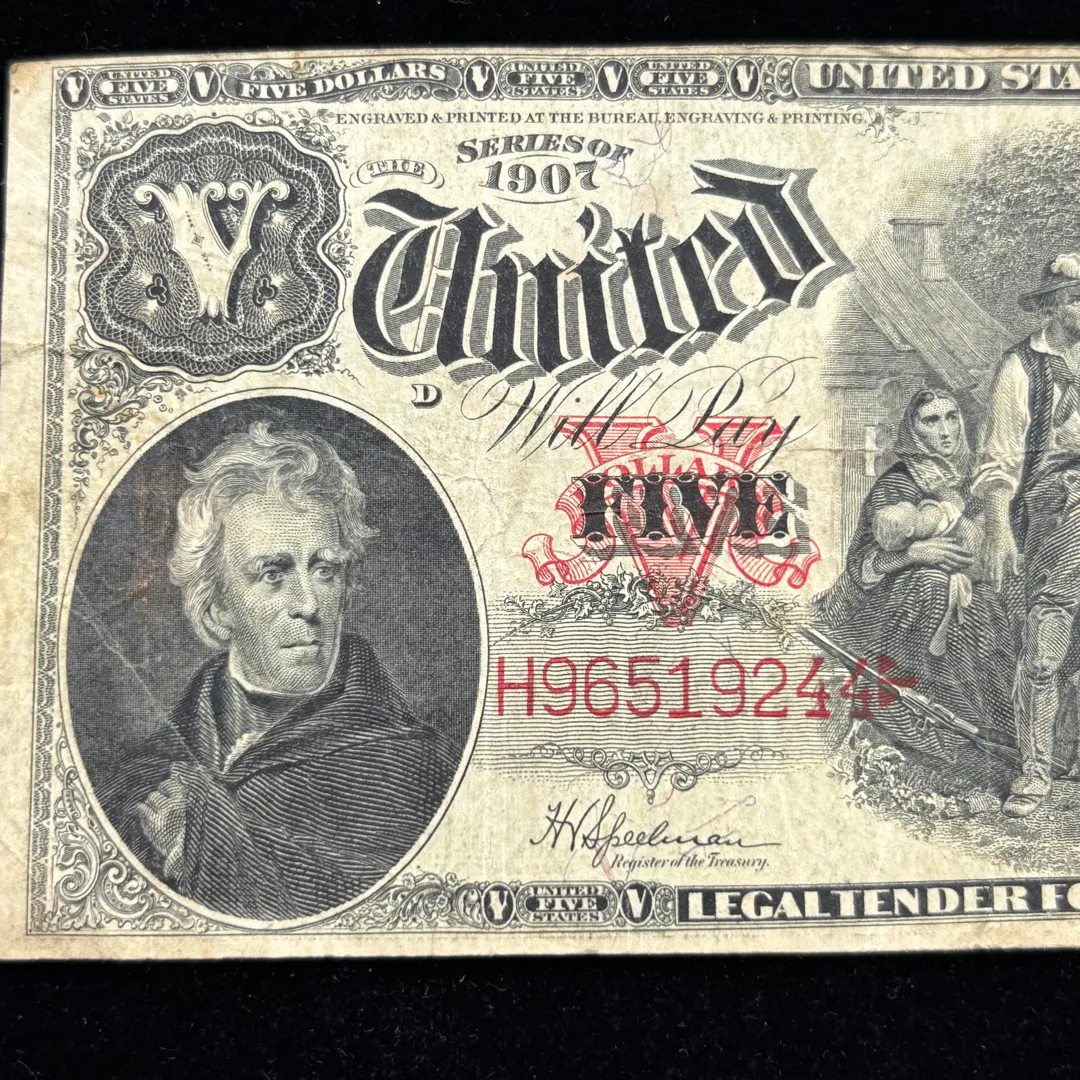 V UNITED FIVE STATES V FIVE DOLLARS V UNITED FIVE STATES V UNITED FIVE STATES V UNITED STA
ENGRAVED & PRINTED AT THE BUREAU, ENGRAVING & PRINTING.
SERIES OF
1907
THE
V
United
D
Will Pay
V
DOLLARS
FIVE
H96519244
H V Speelman
Register of the Treasury.
V UNITED FIVE STATES V LEGAL TENDER FO